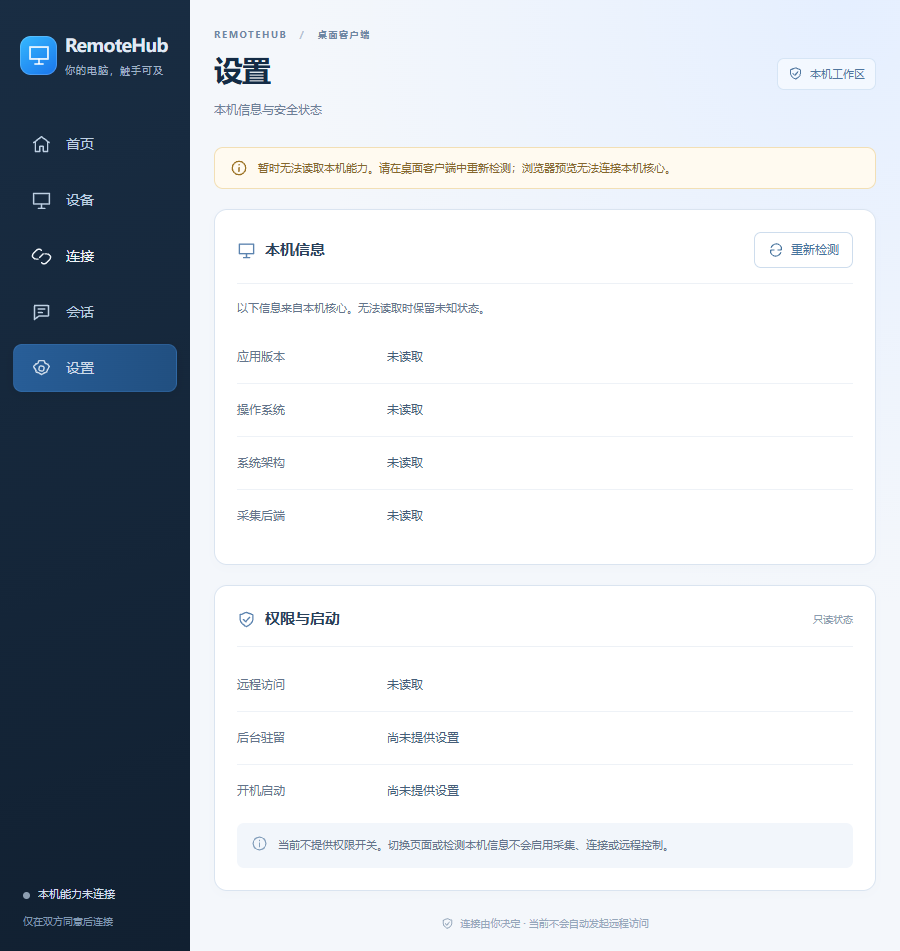 RemoteHub
你的电脑，触手可及
首页
设备
连接
会话
设置
本机能力未连接
仅在双方同意后连接
REMOTEHUB / 桌面客户端
设置
本机信息与安全状态
本机工作区
暂时无法读取本机能力。请在桌面客户端中重新检测；浏览器预览无法连接本机核心。
本机信息
重新检测
以下信息来自本机核心。无法读取时保留未知状态。
应用版本 未读取
操作系统 未读取
系统架构 未读取
采集后端 未读取
权限与启动
只读状态
远程访问 未读取
后台驻留 尚未提供设置
开机启动 尚未提供设置
当前不提供权限开关。切换页面或检测本机信息不会启用采集、连接或远程控制。
连接由你决定 · 当前不会自动发起远程访问